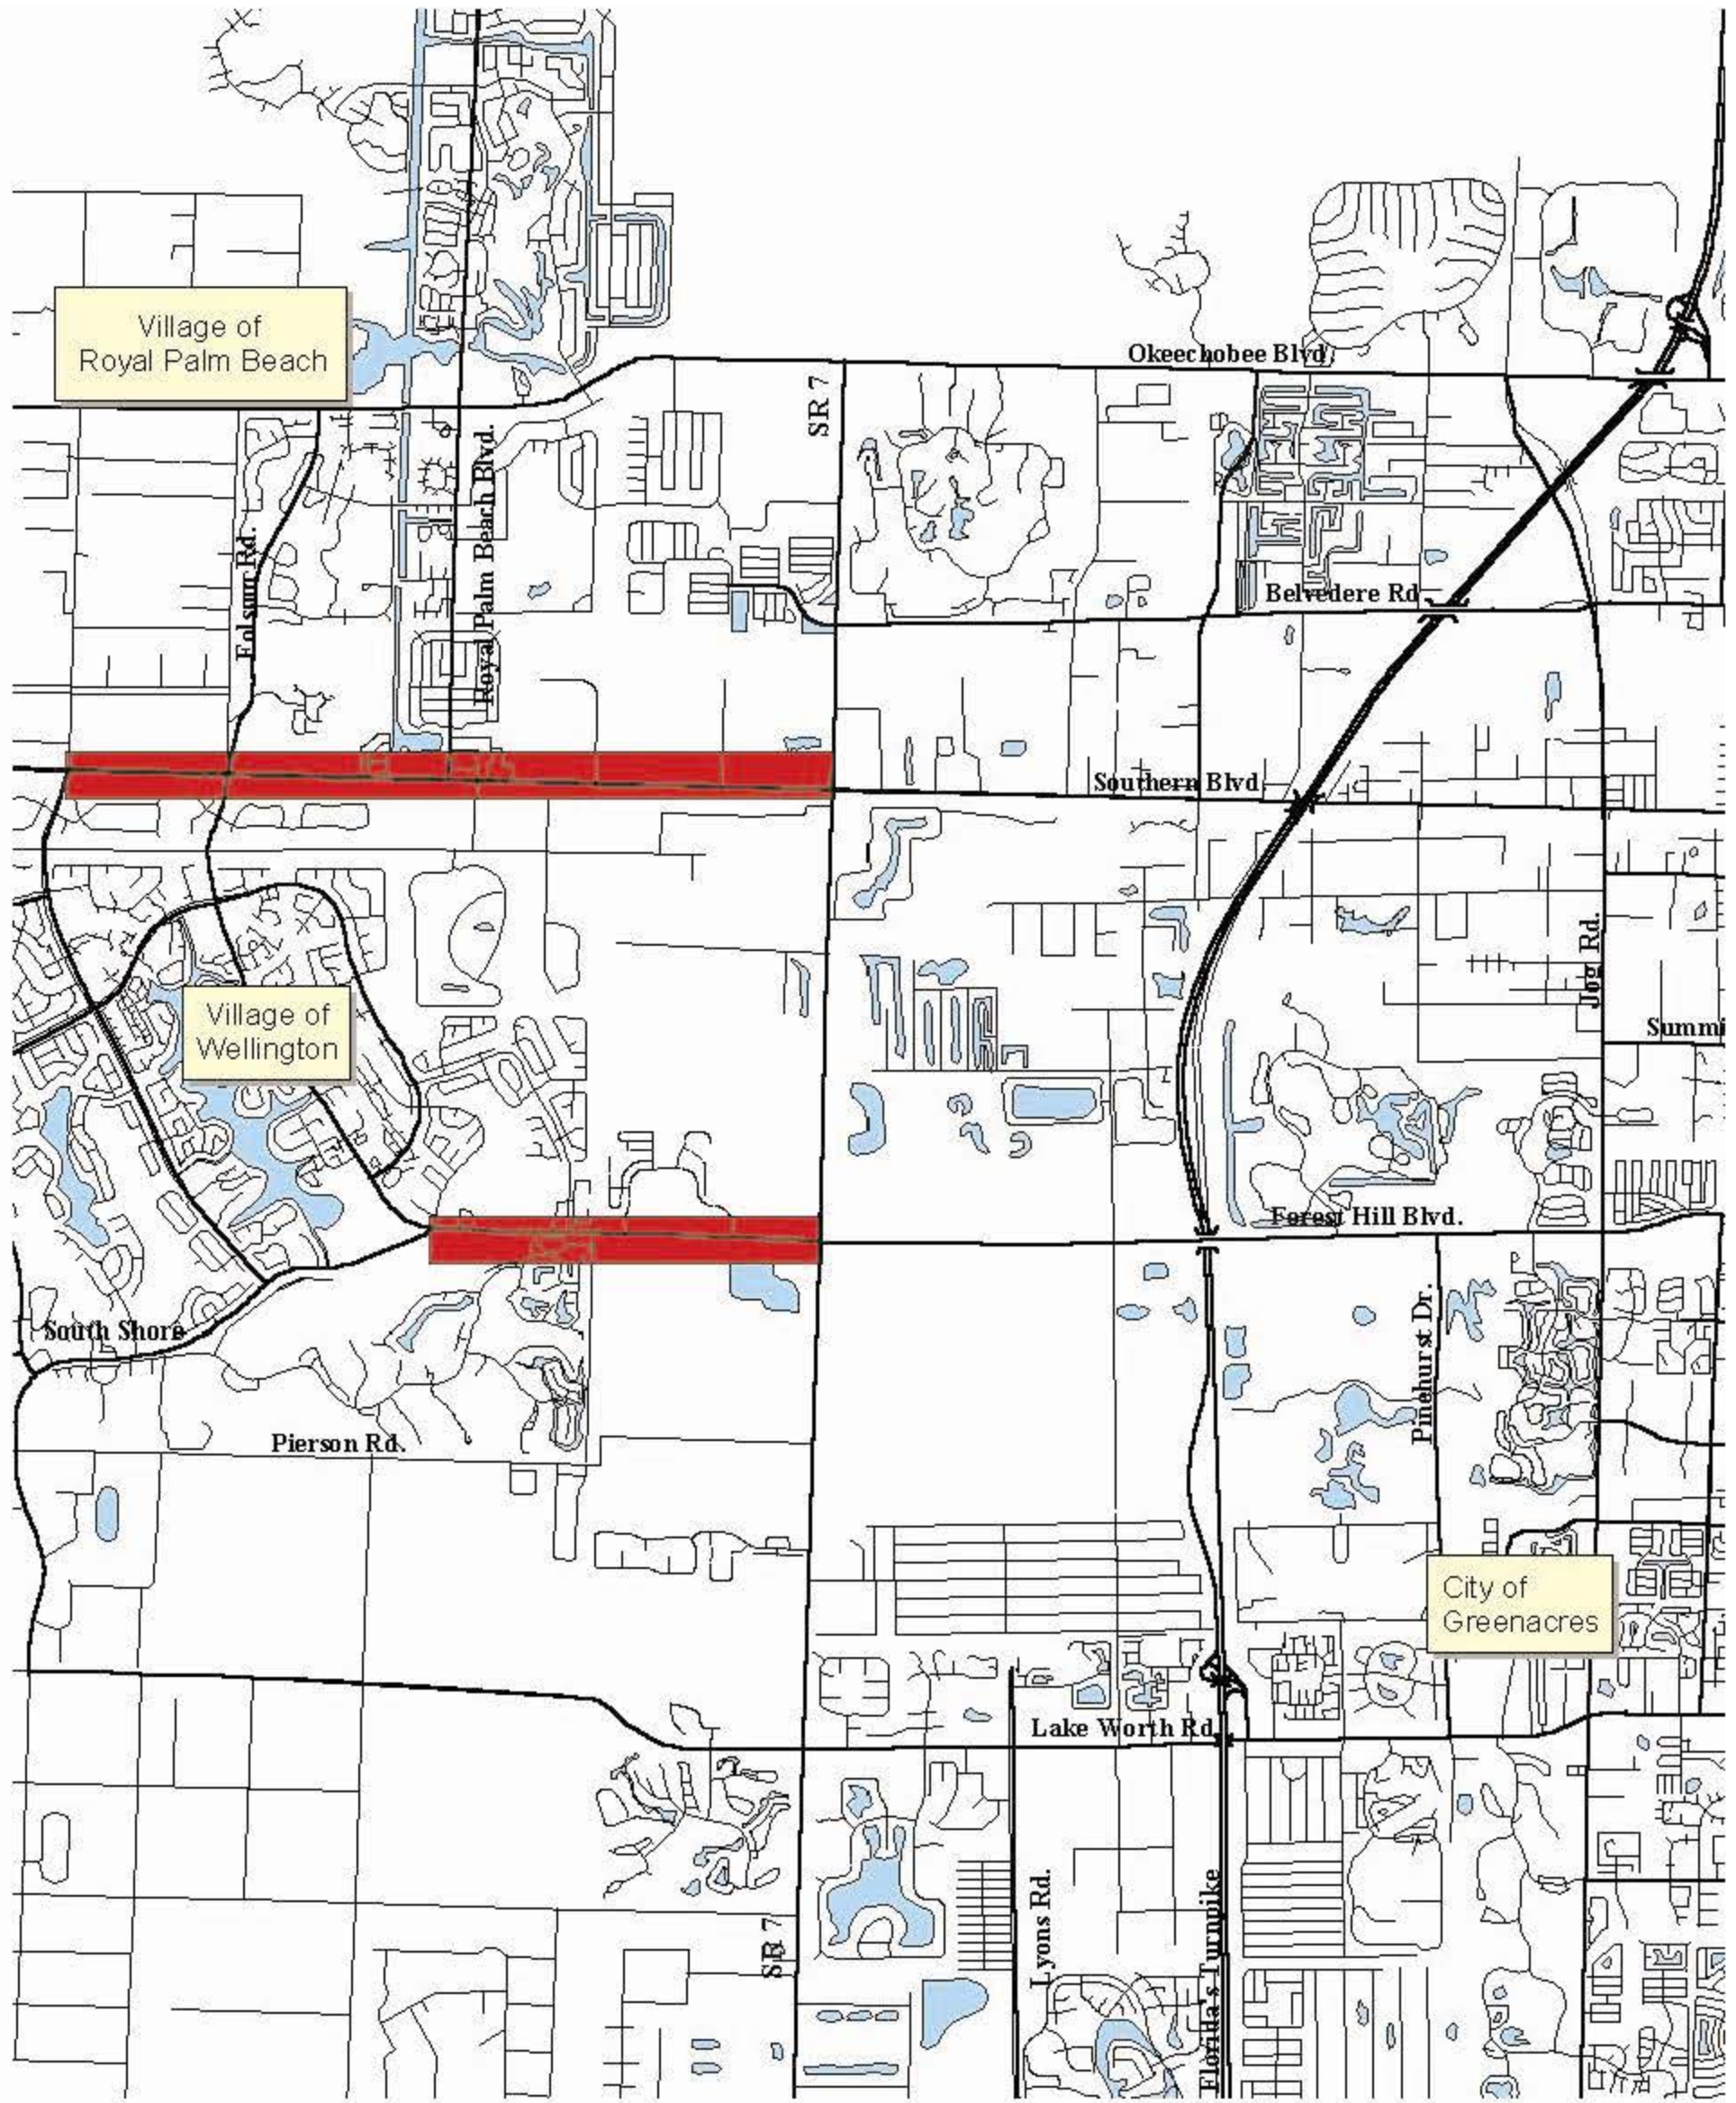 Village of
Royal Palm Beach
Okeechobee Blvd.
SR 7
Royal Palm Beach Blvd.
Folsum Rd.
Belvedere Rd
Southern Blvd
Jog Rd.
Village of
Wellington
Summi
Forest Hill Blvd.
South Shore
Pinehurst Dr.
Pierson Rd.
City of
Greenacres
Lake Worth Rd
SR 7
Lyons Rd.
Florida's Turnpike